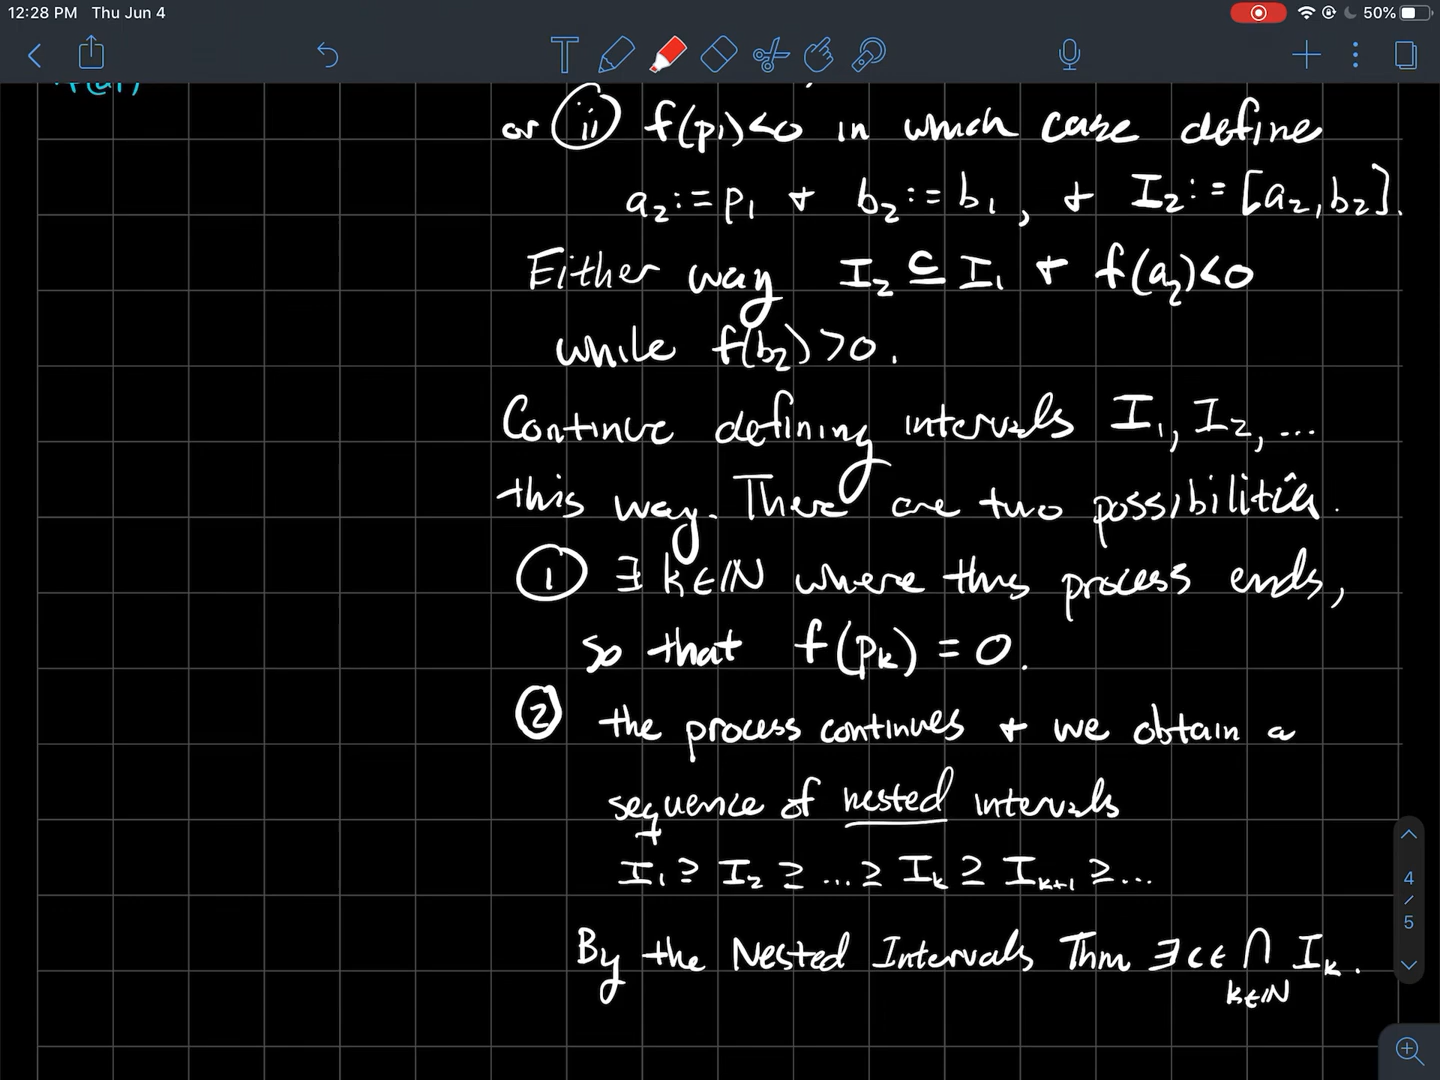 12:28 PM Thu Jun 4
50%
or (ii) f(p₁)<0 in which case define
a₂:=p₁ + b₂:=b₁, + I₂:=[a₂,b₂].
Either way I₂ ⊆ I₁ + f(a₂)<0
while f(b₂)>0.
Continue defining intervals I₁, I₂, ...
this way. There are two possibilities.
① ∃ k∈ℕ where this process ends,
so that f(pₖ) = 0.
② the process continues + we obtain a
sequence of nested intervals
I₁ ⊇ I₂ ⊇ ... ⊇ Iₖ ⊇ Iₖ₊₁ ⊇ ...
By the Nested Intervals Thm ∃ c ∈ ⋂ Iₖ.
k∈ℕ
4
/
5